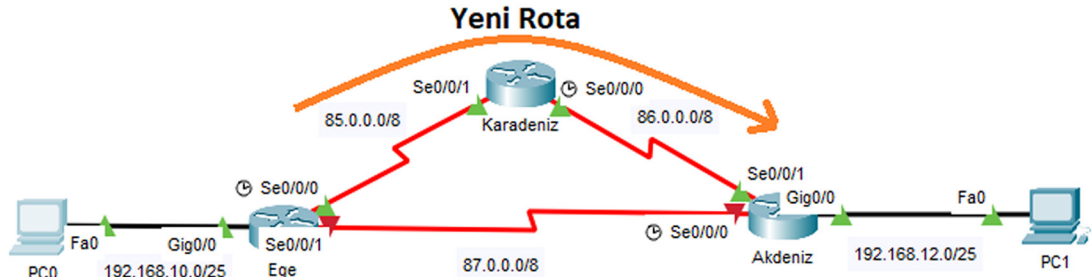 Yeni Rota
Se0/0/1
Se0/0/0
85.0.0.0/8
Karadeniz
86.0.0.0/8
Se0/0/0
Se0/0/1
Gig0/0
Fa0
Fa0
Gig0/0
Se0/0/1
Se0/0/0
PC0
192.168.10.0/25
Ege
87.0.0.0/8
Akdeniz
192.168.12.0/25
PC1